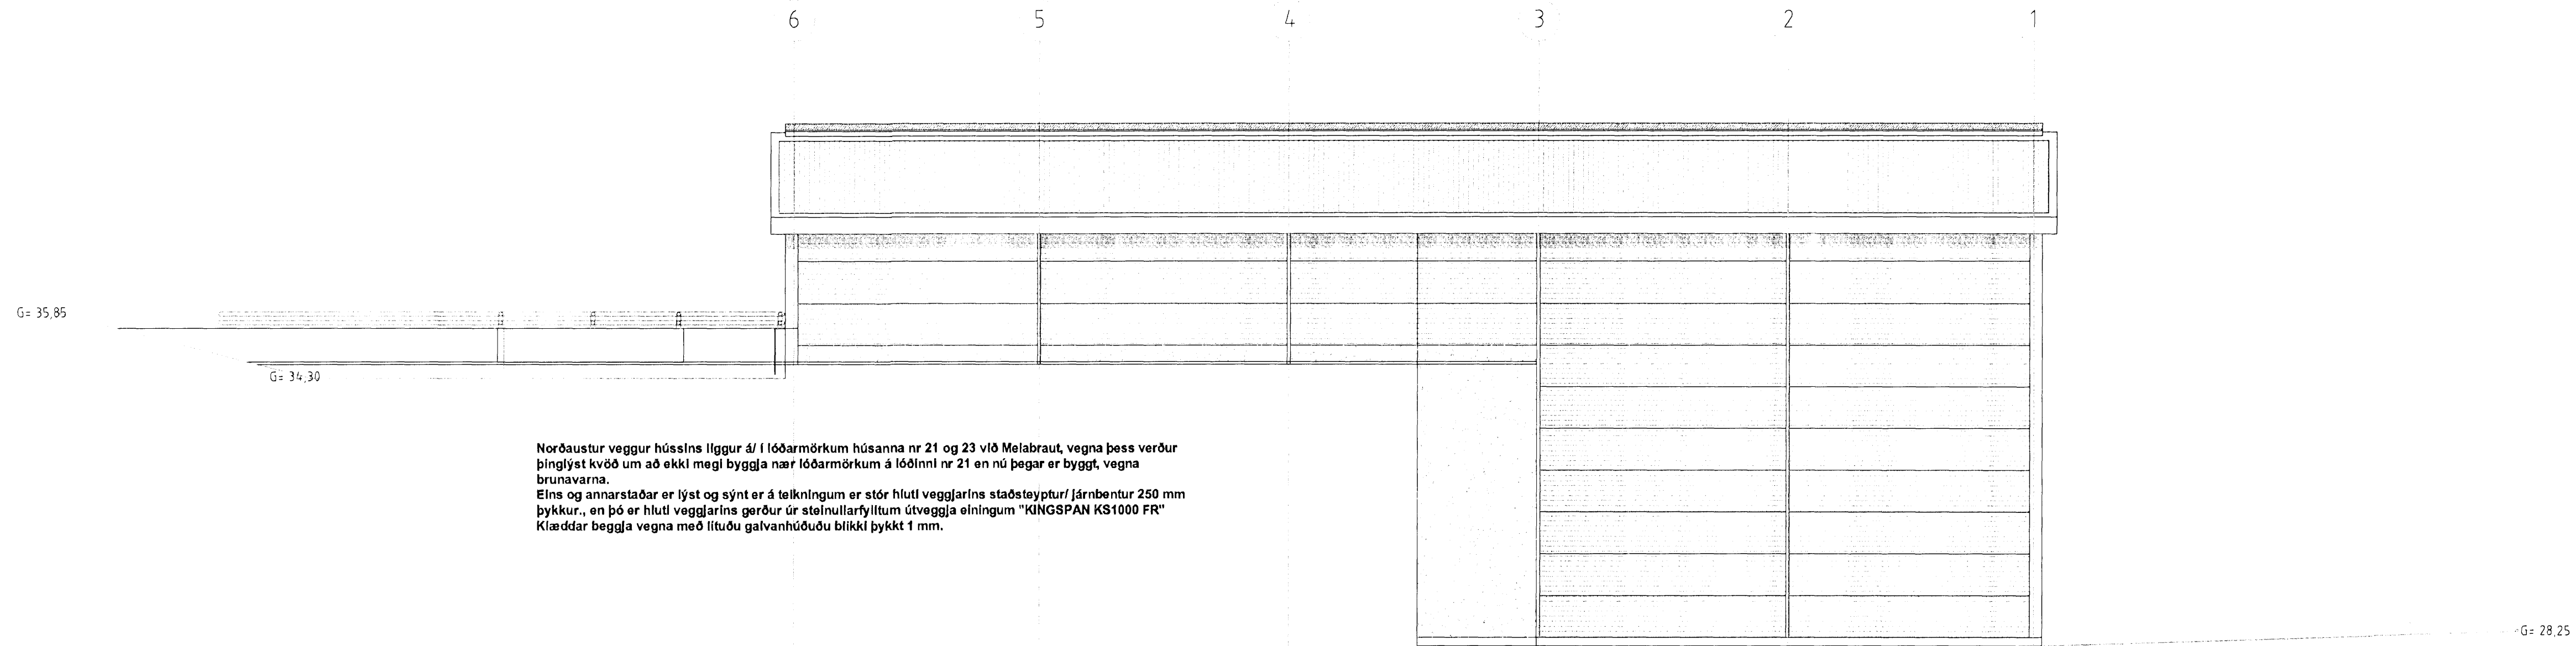 6 5 4 3 2 1
G= 35,85
G= 34,30
Norðaustur veggur hússins liggur á/ í lóðarmörkum húsanna nr 21 og 23 við Melabraut, vegna þess verður
þinglýst kvöð um að ekki megi byggja nær lóðarmörkum á lóðinni nr 21 en nú þegar er byggt, vegna
brunavarna.
Eins og annarstaðar er lýst og sýnt er á teikningum er stór hluti veggjarins staðsteyptur/ járnbentur 250 mm
þykkur., en þó er hluti veggjarins gerður úr steinullarfylltum útveggja einingum "KINGSPAN KS1000 FR"
Klæddar beggja vegna með lituðu galvanhúðuðu blikki þykkt 1 mm.
G= 28,25